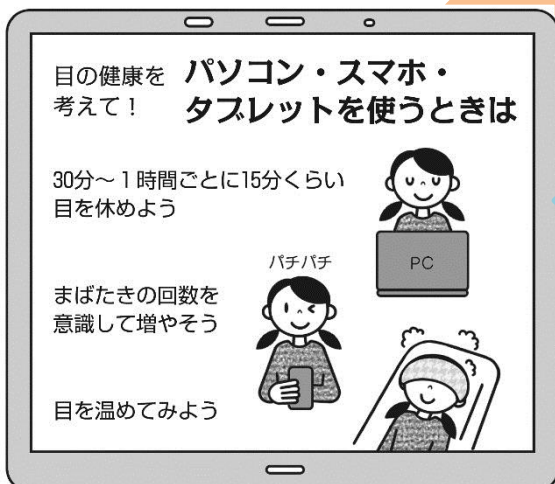 目の健康を
考えて！
パソコン・スマホ・
タブレットを使うときは
30分～1時間ごとに15分くらい
目を休めよう
PC
パチパチ
まばたきの回数を
意識して増やそう
目を温めてみよう